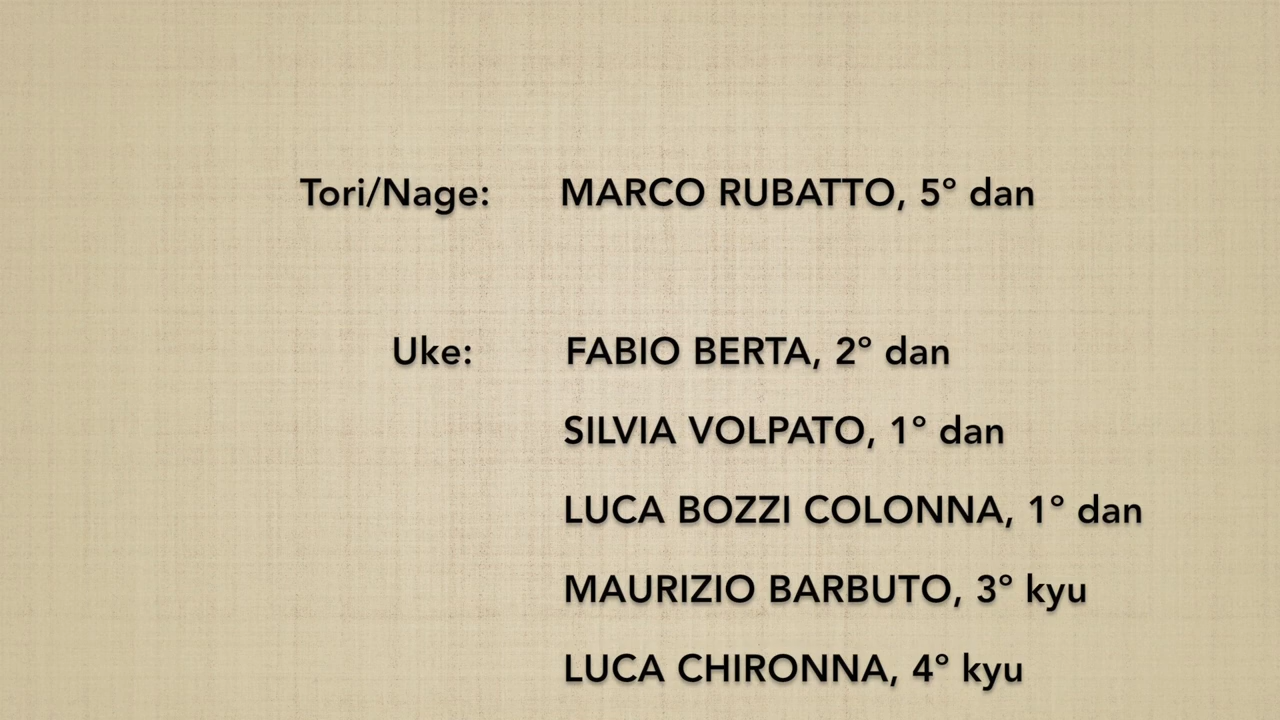 Tori/Nage: MARCO RUBATTO, 5° dan
Uke: FABIO BERTA, 2° dan
SILVIA VOLPATO, 1° dan
LUCA BOZZI COLONNA, 1° dan
MAURIZIO BARBUTO, 3° kyu
LUCA CHIRONNA, 4° kyu